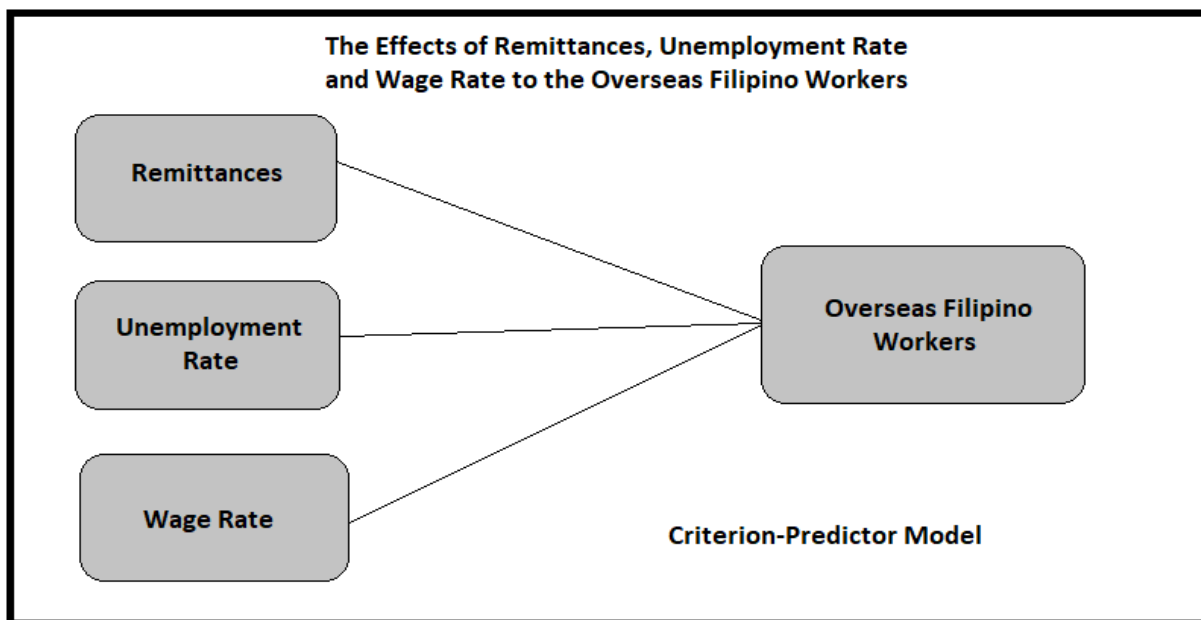 The Effects of Remittances, Unemployment Rate
and Wage Rate to the Overseas Filipino Workers
Remittances
Unemployment
Rate
Wage Rate
Overseas Filipino
Workers
Criterion-Predictor Model